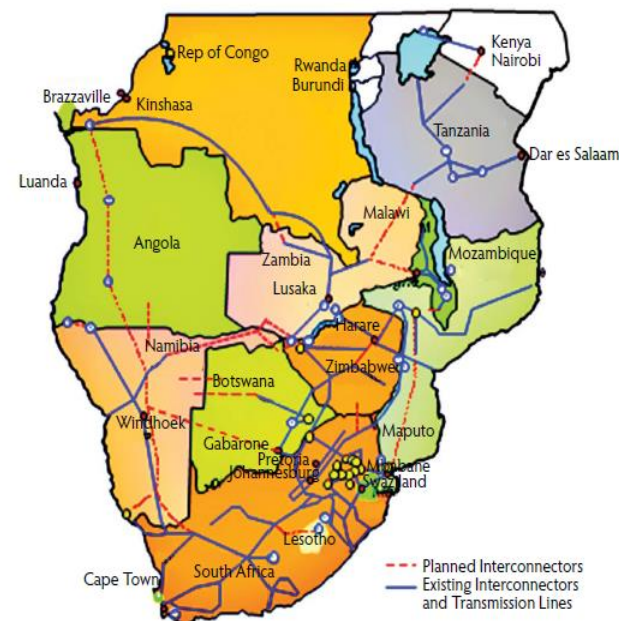 Rep of Congo
Kenya
Nairobi
Rwanda
Burundi
Brazzaville
Kinshasa
Tanzania
Dar es Salaam
Luanda
Malawi
M
Angola
Mozambique
Zambia
Lusaka
Harare
Namibia
Zimbabwe
Botswana
Windhoek
Maputo
Gabarone
Pretoria
Johannesburg
Mbabane
Swaziland
Lesotho
South Africa
Cape Town
Planned Interconnectors
Existing Interconnectors
and Transmission Lines